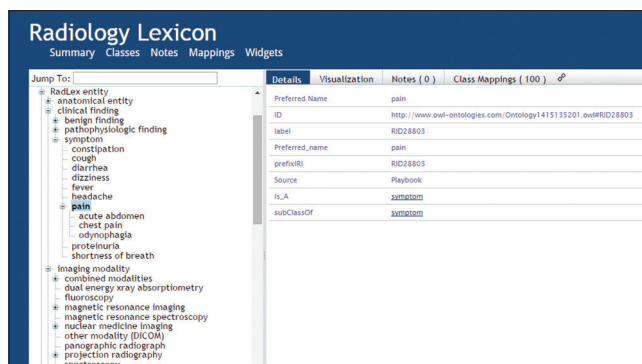 Radiology Lexicon
Summary Classes Notes Mappings Widgets
Jump To:
RadLex entity
anatomical entity
clinical finding
benign finding
pathophysiologic finding
symptom
constipation
cough
diarrhea
dizziness
fever
headache
pain
acute abdomen
chest pain
odynophagia
proteinuria
shortness of breath
imaging modality
combined modalities
dual energy xray absorptiometry
fluoroscopy
magnetic resonance imaging
magnetic resonance spectroscopy
nuclear medicine imaging
other modality (DICOM)
panographic radiograph
projection radiography
Details Visualization Notes ( 0 ) Class Mappings ( 100 )
Preferred Name pain
ID http://www.owl-ontologies.com/Ontology1415135201.owl#RID28803
label RID28803
Preferred_name pain
prefixIRI RID28803
Source Playbook
Is_A symptom
subClassOf symptom